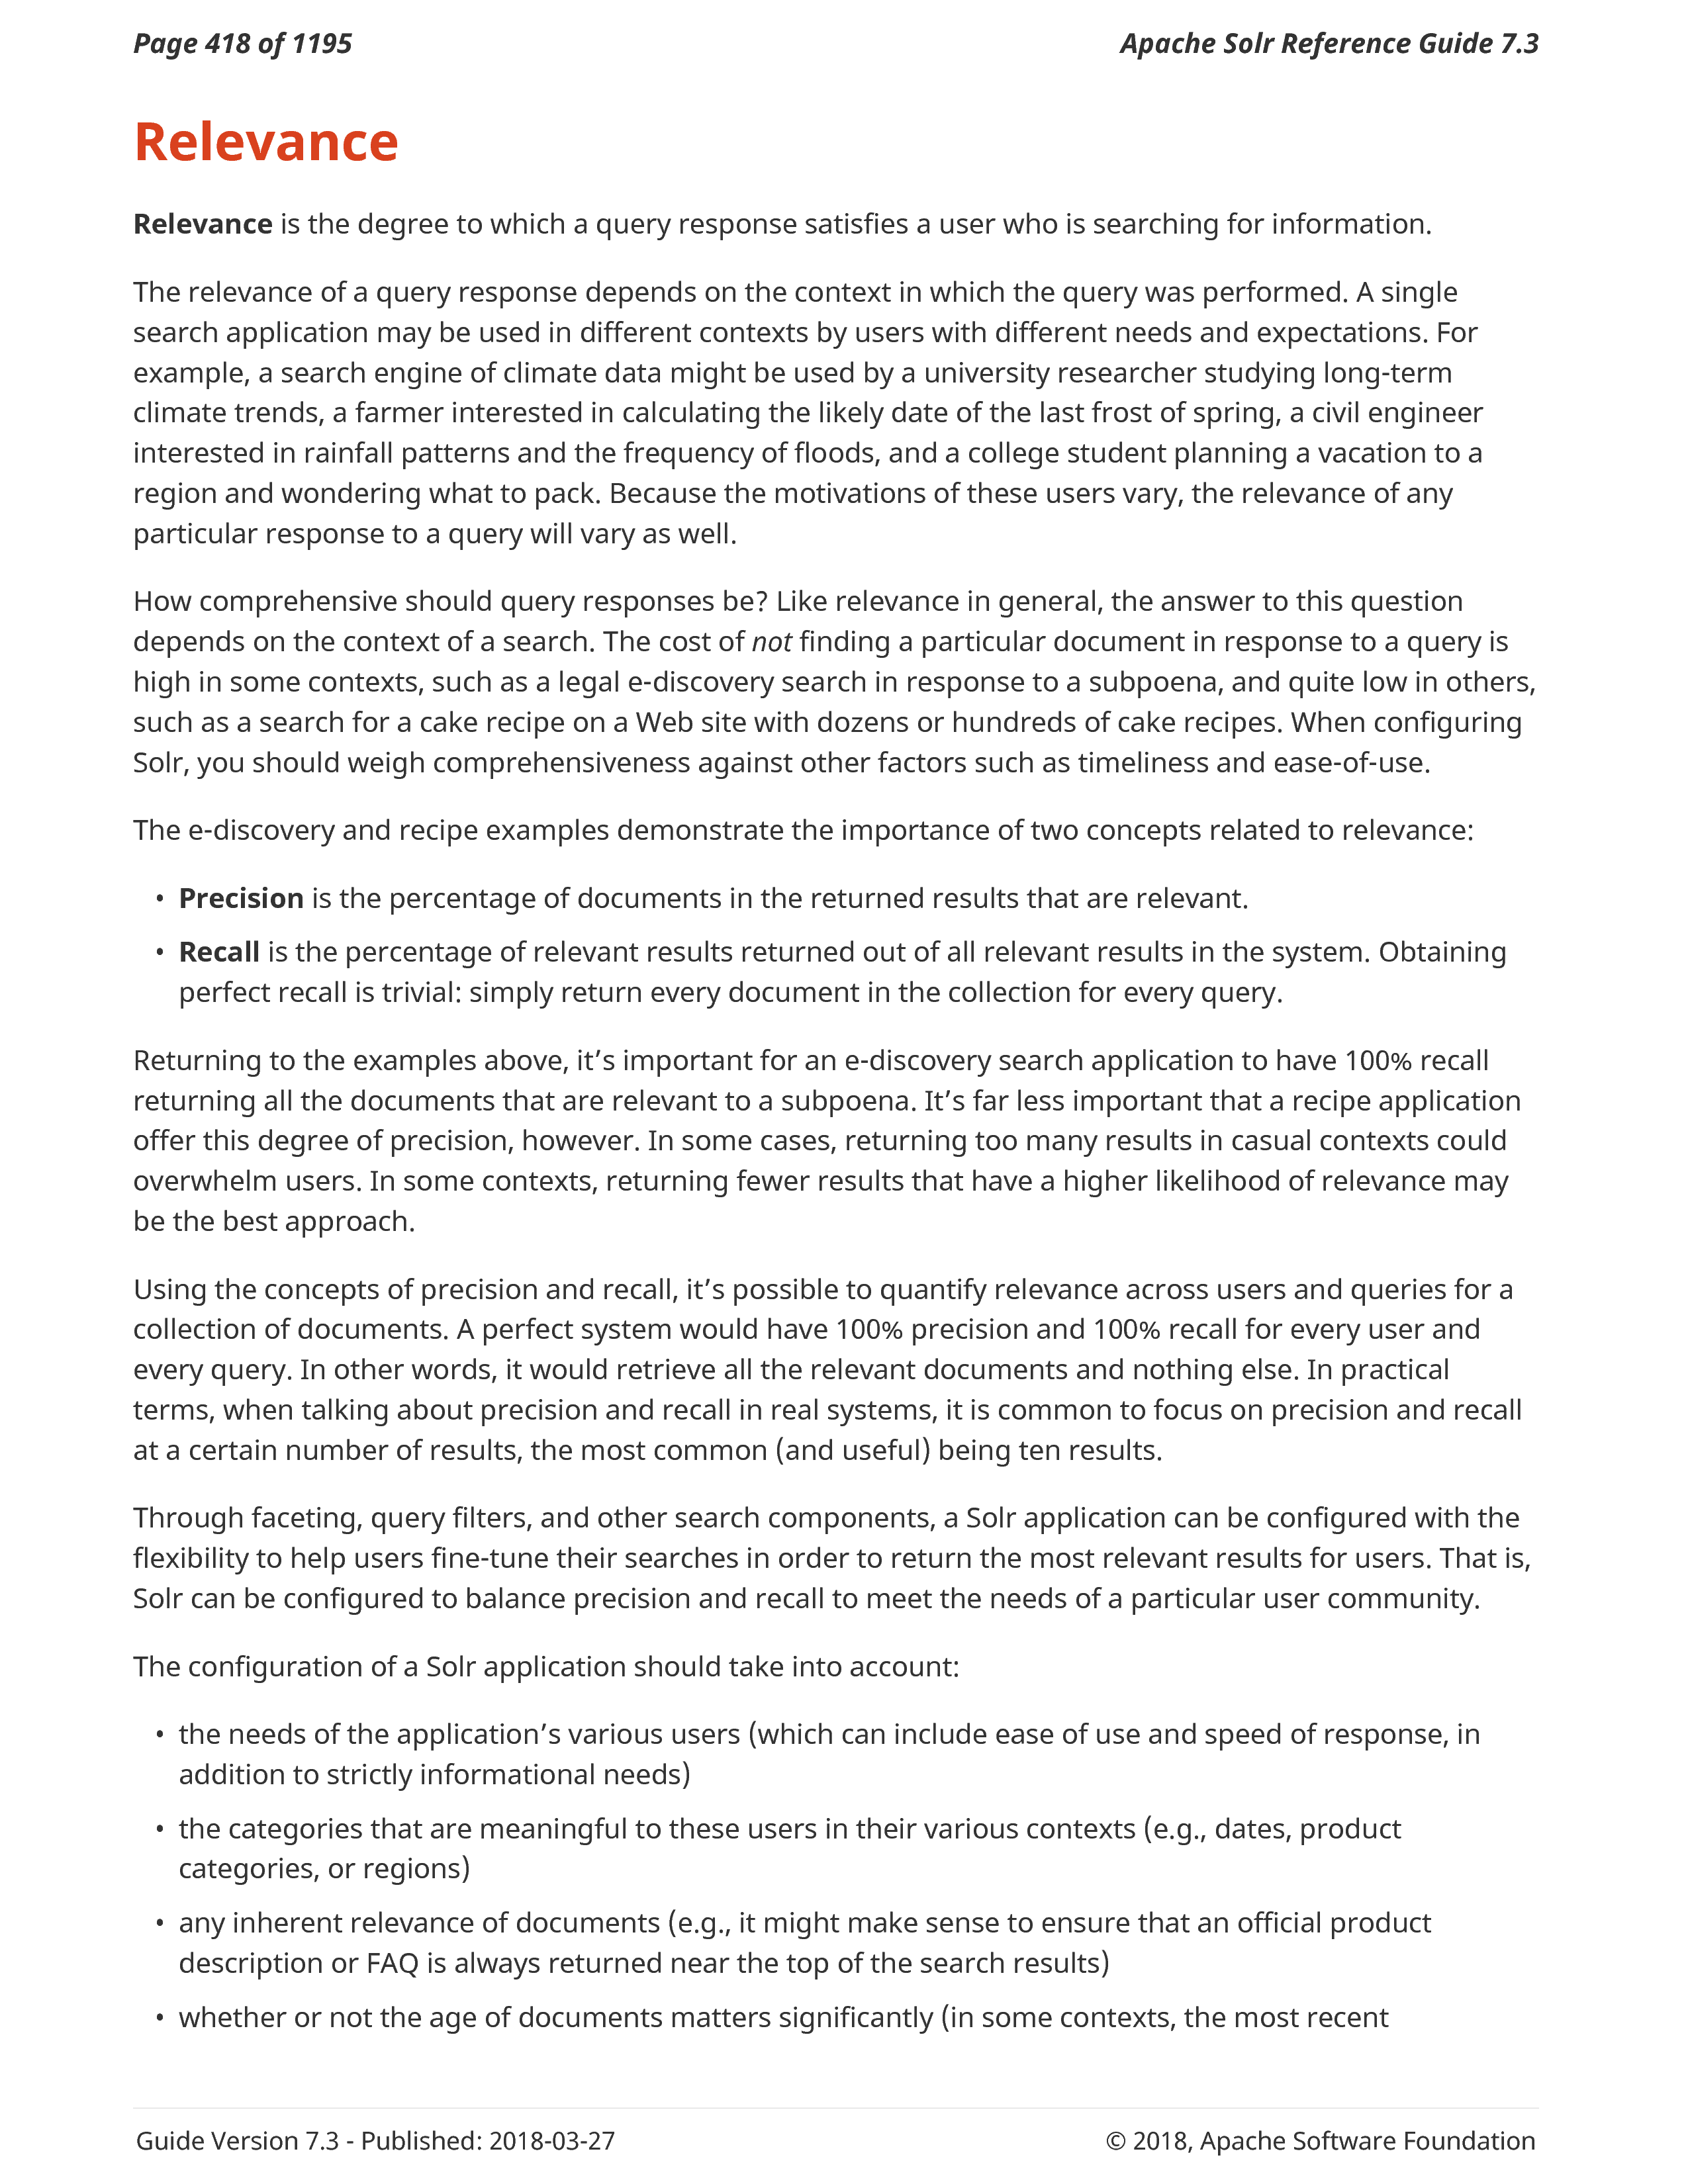 Page 418 of 1195
Apache Solr Reference Guide 7.3
Relevance
Relevance is the degree to which a query response satisfies a user who is searching for information.
The relevance of a query response depends on the context in which the query was performed. A single
search application may be used in different contexts by users with different needs and expectations. For
example, a search engine of climate data might be used by a university researcher studying long-term
climate trends, a farmer interested in calculating the likely date of the last frost of spring, a civil engineer
interested in rainfall patterns and the frequency of floods, and a college student planning a vacation to a
region and wondering what to pack. Because the motivations of these users vary, the relevance of any
particular response to a query will vary as well.
How comprehensive should query responses be? Like relevance in general, the answer to this question
depends on the context of a search. The cost of not finding a particular document in response to a query is
high in some contexts, such as a legal e-discovery search in response to a subpoena, and quite low in others,
such as a search for a cake recipe on a Web site with dozens or hundreds of cake recipes. When configuring
Solr, you should weigh comprehensiveness against other factors such as timeliness and ease-of-use.
The e-discovery and recipe examples demonstrate the importance of two concepts related to relevance:
• Precision is the percentage of documents in the returned results that are relevant.
• Recall is the percentage of relevant results returned out of all relevant results in the system. Obtaining
perfect recall is trivial: simply return every document in the collection for every query.
Returning to the examples above, it’s important for an e-discovery search application to have 100% recall
returning all the documents that are relevant to a subpoena. It’s far less important that a recipe application
offer this degree of precision, however. In some cases, returning too many results in casual contexts could
overwhelm users. In some contexts, returning fewer results that have a higher likelihood of relevance may
be the best approach.
Using the concepts of precision and recall, it’s possible to quantify relevance across users and queries for a
collection of documents. A perfect system would have 100% precision and 100% recall for every user and
every query. In other words, it would retrieve all the relevant documents and nothing else. In practical
terms, when talking about precision and recall in real systems, it is common to focus on precision and recall
at a certain number of results, the most common (and useful) being ten results.
Through faceting, query filters, and other search components, a Solr application can be configured with the
flexibility to help users fine-tune their searches in order to return the most relevant results for users. That is,
Solr can be configured to balance precision and recall to meet the needs of a particular user community.
The configuration of a Solr application should take into account:
• the needs of the application’s various users (which can include ease of use and speed of response, in
addition to strictly informational needs)
• the categories that are meaningful to these users in their various contexts (e.g., dates, product
categories, or regions)
• any inherent relevance of documents (e.g., it might make sense to ensure that an official product
description or FAQ is always returned near the top of the search results)
• whether or not the age of documents matters significantly (in some contexts, the most recent
Guide Version 7.3 - Published: 2018-03-27
© 2018, Apache Software Foundation